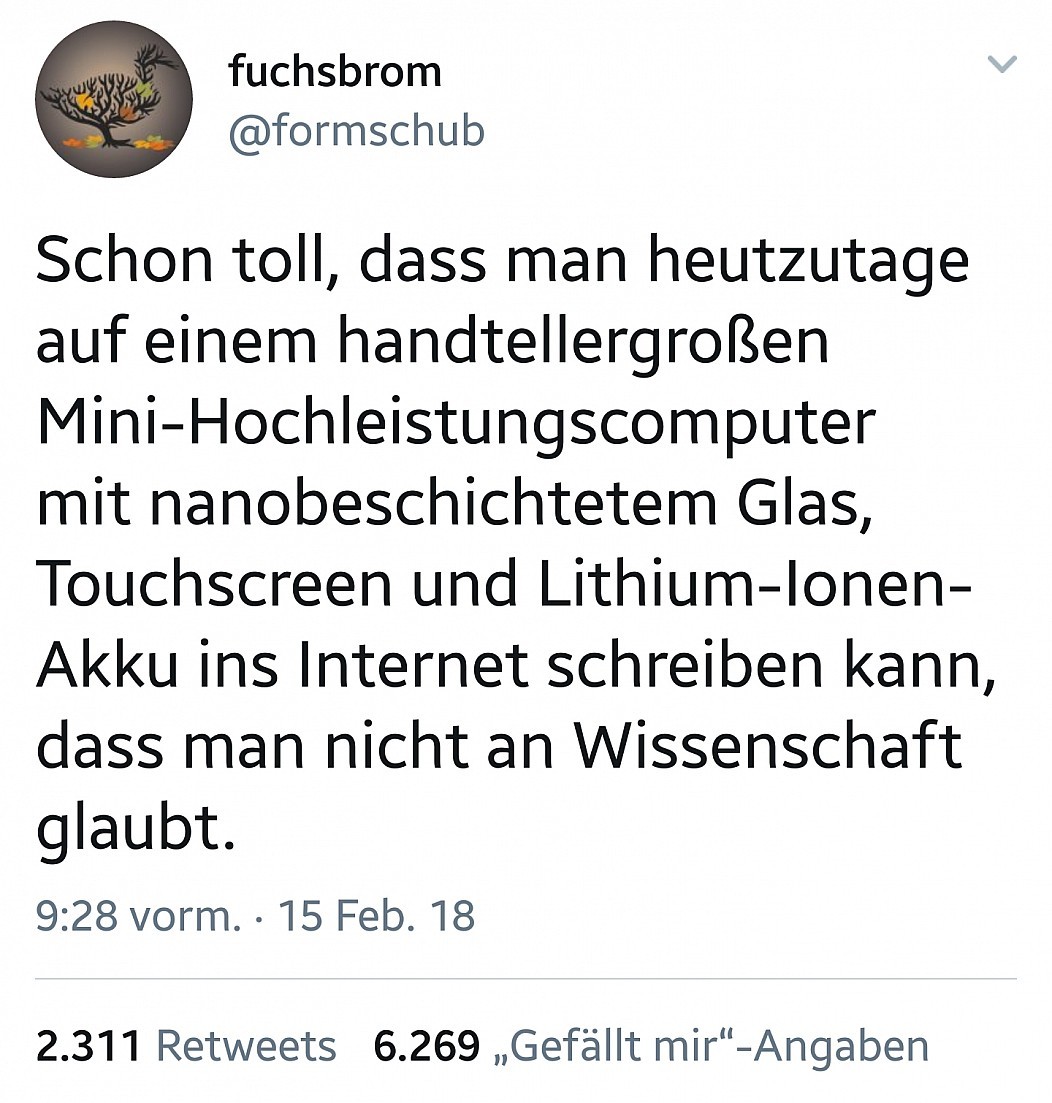 fuchsbrom
@formschub
Schon toll, dass man heutzutage
auf einem handtellergroßen
Mini-Hochleistungscomputer
mit nanobeschichtetem Glas,
Touchscreen und Lithium-Ionen-
Akku ins Internet schreiben kann,
dass man nicht an Wissenschaft
glaubt.
9:28 vorm. · 15 Feb. 18
2.311 Retweets 6.269 „Gefällt mir“-Angaben